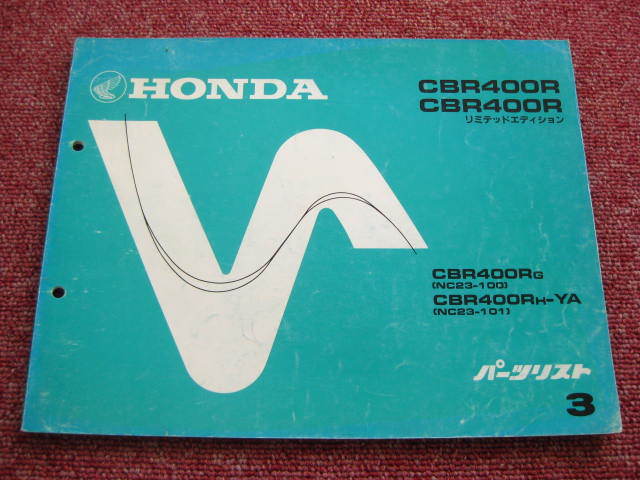 HONDA
CBR400R
CBR400R
リミテッドエディション
CBR400RG
(NC23-100)
CBR400RH-YA
(NC23-101)
パーツリスト
3